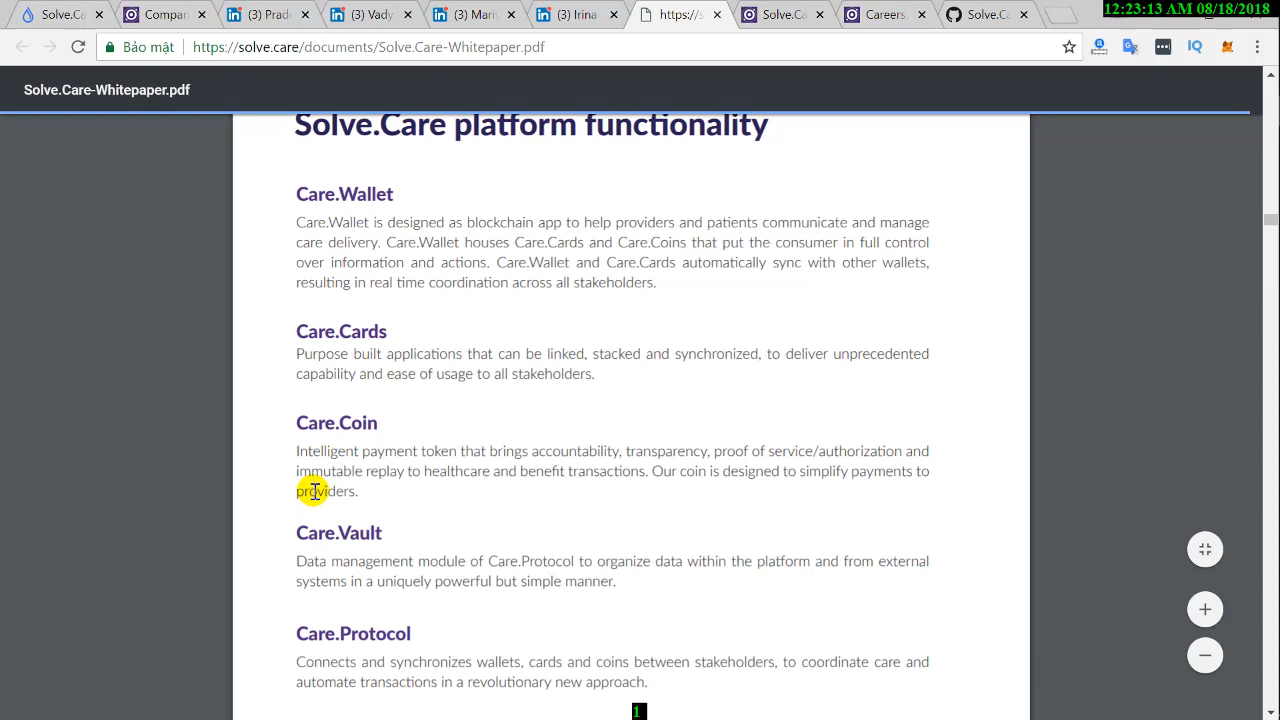 12:23:13 AM 08/18/2018
Solve.Ca
Compan
(3) Prade
(3) Vady
(3) Mari
(3) Irina
https://s
Solve.Ca
Careers.
Solve.Ca
Bảo mật
https://solve.care/documents/Solve.Care-Whitepaper.pdf
Solve.Care-Whitepaper.pdf
Solve.Care platform functionality
Care.Wallet
Care.Wallet is designed as blockchain app to help providers and patients communicate and manage
care delivery. Care.Wallet houses Care.Cards and Care.Coins that put the consumer in full control
over information and actions. Care.Wallet and Care.Cards automatically sync with other wallets,
resulting in real time coordination across all stakeholders.
Care.Cards
Purpose built applications that can be linked, stacked and synchronized, to deliver unprecedented
capability and ease of usage to all stakeholders.
Care.Coin
Intelligent payment token that brings accountability, transparency, proof of service/authorization and
immutable replay to healthcare and benefit transactions. Our coin is designed to simplify payments to
providers.
Care.Vault
Data management module of Care.Protocol to organize data within the platform and from external
systems in a uniquely powerful but simple manner.
Care.Protocol
Connects and synchronizes wallets, cards and coins between stakeholders, to coordinate care and
automate transactions in a revolutionary new approach.
1